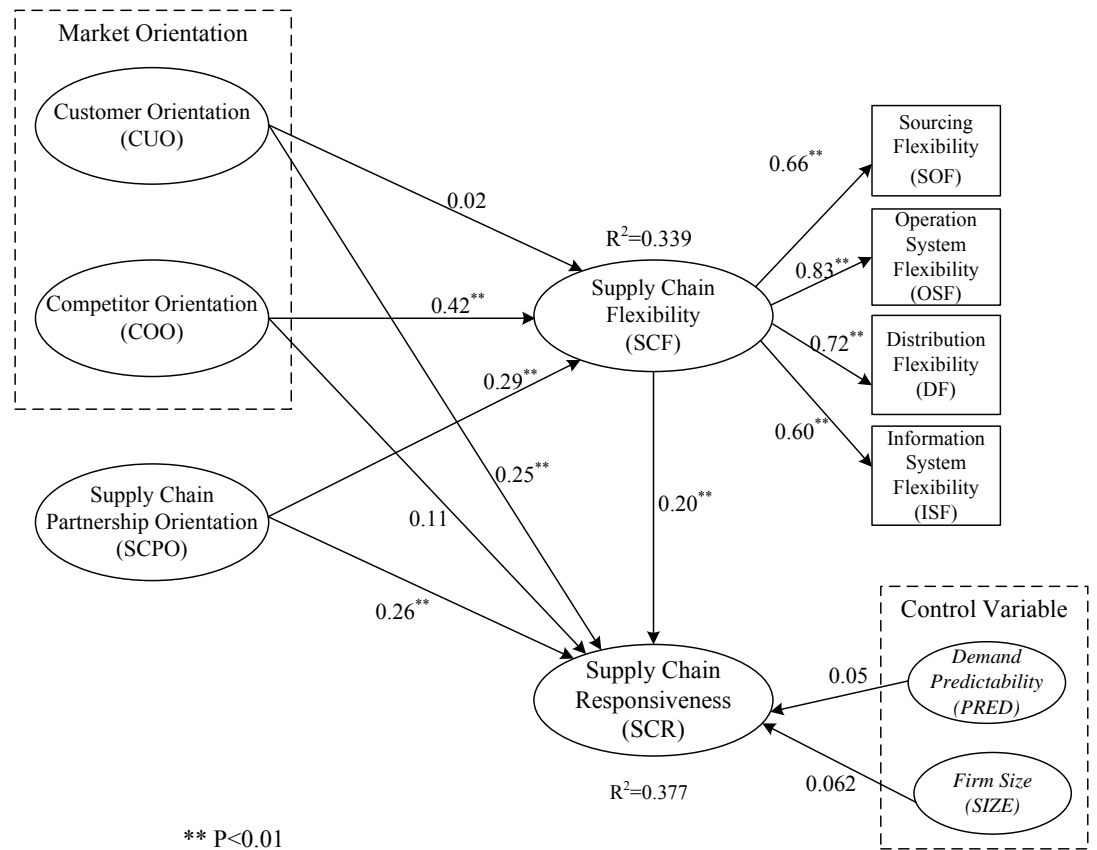 Market Orientation
Customer Orientation
(CUO)
Competitor Orientation
(COO)
Supply Chain
Partnership Orientation
(SCPO)
0.02
0.42**
0.29**
0.25**
0.11
0.26**
R²=0.339
Supply Chain
Flexibility
(SCF)
0.20**
Supply Chain
Responsiveness
(SCR)
R²=0.377
0.66**
0.83**
0.72**
0.60**
Sourcing
Flexibility
(SOF)
Operation
System
Flexibility
(OSF)
Distribution
Flexibility
(DF)
Information
System
Flexibility
(ISF)
Control Variable
Demand
Predictability
(PRED)
0.05
Firm Size
(SIZE)
0.062
** P<0.01